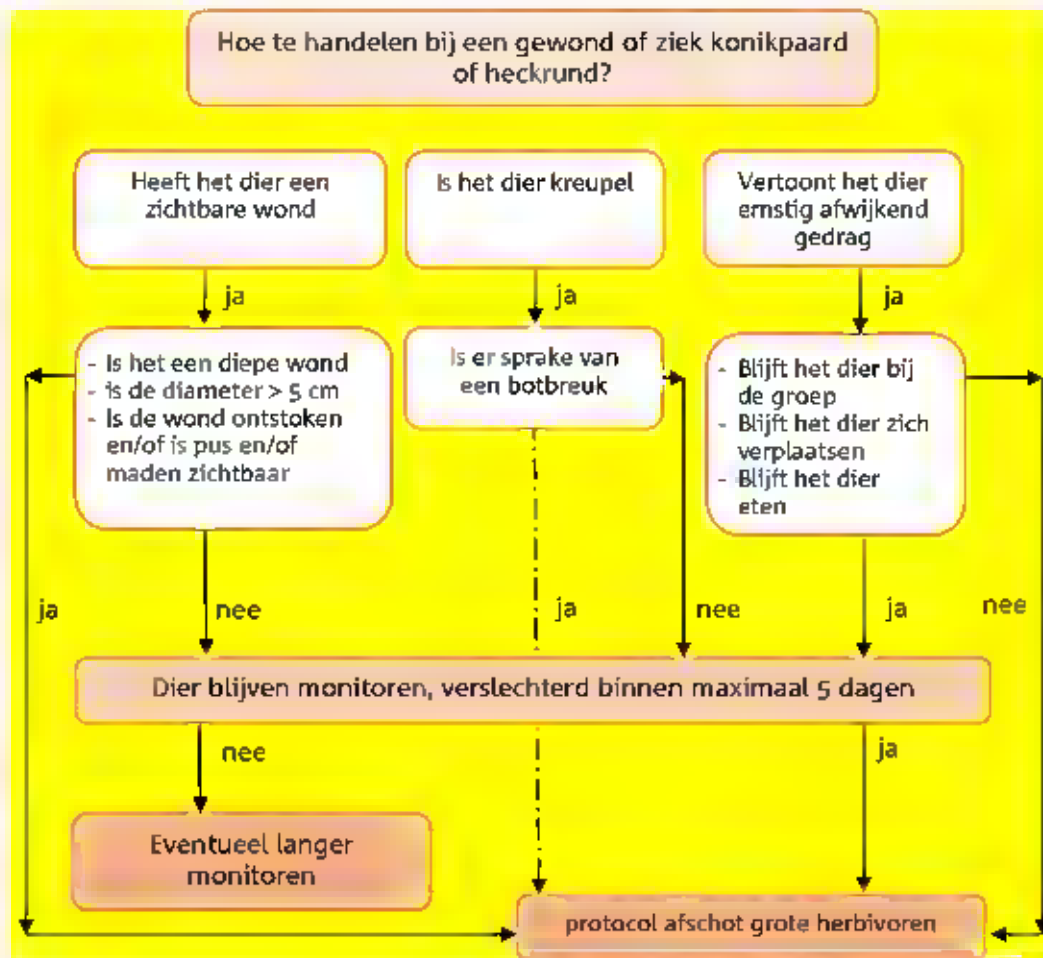 Hoe te handelen bij een gewond of ziek konikpaard
of heckrund?
Heeft het dier een
zichtbare wond
Is het dier kreupel
Vertoont het dier
ernstig afwijkend
gedrag
ja
ja
ja
- Is het een diepe wond
- is de diameter > 5 cm
- Is de wond ontstoken
en/of is pus en/of
maden zichtbaar
Is er sprake van
een botbreuk
- Blijft het dier bij
de groep
- Blijft het dier zich
verplaatsen
- Blijft het dier
eten
ja
nee
ja
nee
ja
nee
Dier blijven monitoren, verslechterd binnen maximaal 5 dagen
nee
ja
Eventueel langer
monitoren
protocol afschot grote herbivoren